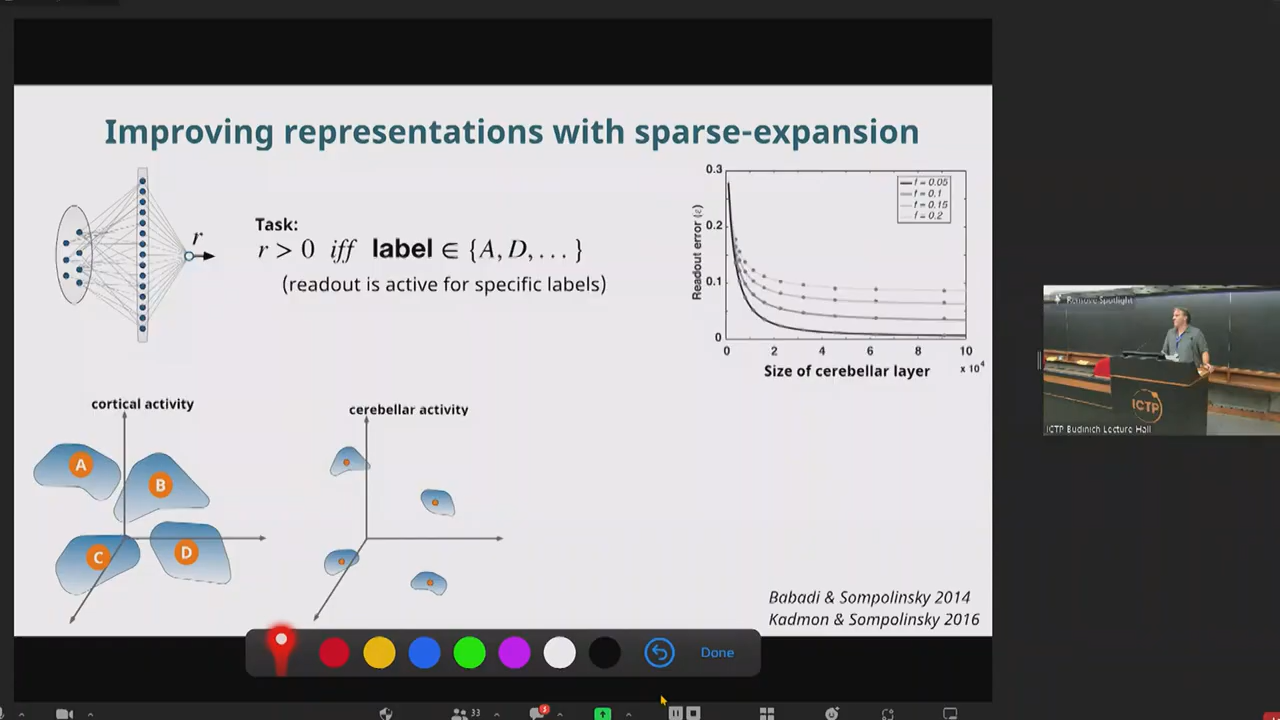 Improving representations with sparse-expansion
r
Task:
r > 0 iff label ∈ {A, D, . . . }
(readout is active for specific labels)
0.3
0.2
0.1
0
Readout error (ε)
f = 0.05
f = 0.1
f = 0.15
f = 0.2
0 2 4 6 8 10
x 10⁴
Size of cerebellar layer
cortical activity
A
B
C
D
cerebellar activity
Babadi & Sompolinsky 2014
Kadmon & Sompolinsky 2016
Done
33
3
Remove Spotlight
ICTP
ICTP Budinich Lecture Hall